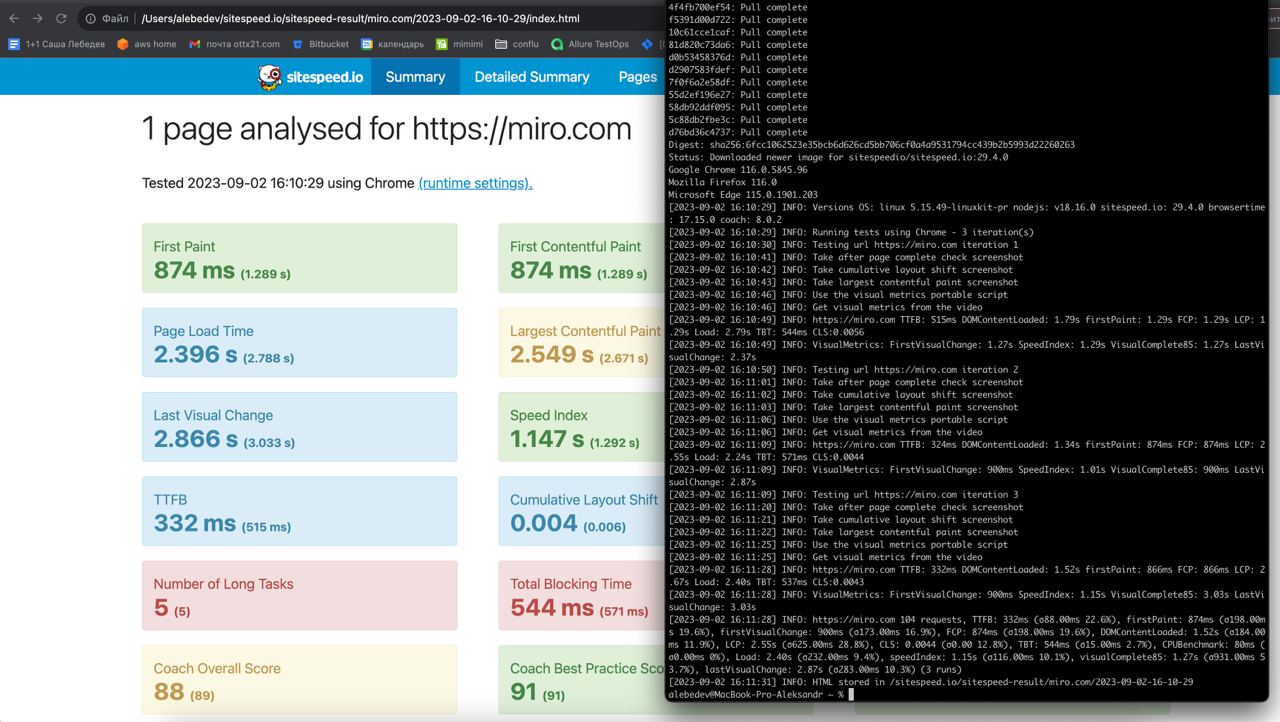 Файл
/Users/alebedev/sitespeed.io/sitespeed-result/miro.com/2023-09-02-16-10-29/index.html
1+1 Саша Лебедев
aws home
почта ottx21.com
Bitbucket
календарь
mimimi
conflu
Allure TestOps
sitespeed.io
Summary
Detailed Summary
Pages
1 page analysed for https://miro.com
Tested 2023-09-02 16:10:29 using Chrome (runtime settings).
First Paint
874 ms (1.289 s)
First Contentful Paint
874 ms (1.289 s)
Page Load Time
2.396 s (2.788 s)
Largest Contentful Paint
2.549 s (2.671 s)
Last Visual Change
2.866 s (3.033 s)
Speed Index
1.147 s (1.292 s)
TTFB
332 ms (515 ms)
Cumulative Layout Shift
0.004 (0.006)
Number of Long Tasks
5 (5)
Total Blocking Time
544 ms (571 ms)
Coach Overall Score
88 (89)
Coach Best Practice Sco
91 (91)
4f4fb700ef54: Pull complete
f5391d00d722: Pull complete
10c61cce1caf: Pull complete
81d820c73da6: Pull complete
d0b53458376d: Pull complete
d2907583fdef: Pull complete
7f0f6a2e58df: Pull complete
55d2ef196e27: Pull complete
58db92ddf095: Pull complete
5c88db2fbe3c: Pull complete
d76bd36c4737: Pull complete
Digest: sha256:6fcc1062523e35bcb6d626cd5bb706cf0a4a9531794cc439b2b5993d22260263
Status: Downloaded newer image for sitespeedio/sitespeed.io:29.4.0
Google Chrome 116.0.5845.96
Mozilla Firefox 116.0
Microsoft Edge 115.0.1901.203
[2023-09-02 16:10:29] INFO: Versions OS: linux 5.15.49-linuxkit-pr nodejs: v18.16.0 sitespeed.io: 29.4.0 browsertime
: 17.15.0 coach: 8.0.2
[2023-09-02 16:10:29] INFO: Running tests using Chrome - 3 iteration(s)
[2023-09-02 16:10:30] INFO: Testing url https://miro.com iteration 1
[2023-09-02 16:10:41] INFO: Take after page complete check screenshot
[2023-09-02 16:10:42] INFO: Take cumulative layout shift screenshot
[2023-09-02 16:10:43] INFO: Take largest contentful paint screenshot
[2023-09-02 16:10:46] INFO: Use the visual metrics portable script
[2023-09-02 16:10:46] INFO: Get visual metrics from the video
[2023-09-02 16:10:49] INFO: https://miro.com TTFB: 515ms DOMContentLoaded: 1.79s firstPaint: 1.29s FCP: 1.29s LCP: 1
.29s Load: 2.79s TBT: 544ms CLS:0.0056
[2023-09-02 16:10:49] INFO: VisualMetrics: FirstVisualChange: 1.27s SpeedIndex: 1.29s VisualComplete85: 1.27s LastVi
sualChange: 2.37s
[2023-09-02 16:10:50] INFO: Testing url https://miro.com iteration 2
[2023-09-02 16:11:01] INFO: Take after page complete check screenshot
[2023-09-02 16:11:02] INFO: Take cumulative layout shift screenshot
[2023-09-02 16:11:03] INFO: Take largest contentful paint screenshot
[2023-09-02 16:11:06] INFO: Use the visual metrics portable script
[2023-09-02 16:11:06] INFO: Get visual metrics from the video
[2023-09-02 16:11:09] INFO: https://miro.com TTFB: 324ms DOMContentLoaded: 1.34s firstPaint: 874ms FCP: 874ms LCP: 2
.55s Load: 2.24s TBT: 571ms CLS:0.0044
[2023-09-02 16:11:09] INFO: VisualMetrics: FirstVisualChange: 900ms SpeedIndex: 1.01s VisualComplete85: 900ms LastVi
sualChange: 2.87s
[2023-09-02 16:11:09] INFO: Testing url https://miro.com iteration 3
[2023-09-02 16:11:20] INFO: Take after page complete check screenshot
[2023-09-02 16:11:21] INFO: Take cumulative layout shift screenshot
[2023-09-02 16:11:22] INFO: Take largest contentful paint screenshot
[2023-09-02 16:11:25] INFO: Use the visual metrics portable script
[2023-09-02 16:11:25] INFO: Get visual metrics from the video
[2023-09-02 16:11:28] INFO: https://miro.com TTFB: 332ms DOMContentLoaded: 1.52s firstPaint: 866ms FCP: 866ms LCP: 2
.67s Load: 2.40s TBT: 537ms CLS:0.0043
[2023-09-02 16:11:28] INFO: VisualMetrics: FirstVisualChange: 900ms SpeedIndex: 1.15s VisualComplete85: 3.03s LastVi
sualChange: 3.03s
[2023-09-02 16:11:28] INFO: https://miro.com 104 requests, TTFB: 332ms (σ88.00ms 22.6%), firstPaint: 874ms (σ198.00m
s 19.6%), firstVisualChange: 900ms (σ173.00ms 16.9%), FCP: 874ms (σ198.00ms 19.6%), DOMContentLoaded: 1.52s (σ184.00
ms 11.9%), LCP: 2.55s (σ625.00ms 28.8%), CLS: 0.0044 (σ0.00 12.8%), TBT: 544ms (σ15.00ms 2.7%), CPUBenchmark: 80ms (
σ0.00ms 0%), Load: 2.40s (σ232.00ms 9.4%), speedIndex: 1.15s (σ116.00ms 10.1%), visualComplete85: 1.27s (σ931.00ms 5
3.7%), lastVisualChange: 2.87s (σ283.00ms 10.3%) (3 runs)
[2023-09-02 16:11:31] INFO: HTML stored in /sitespeed.io/sitespeed-result/miro.com/2023-09-02-16-10-29
alebedev@MacBook-Pro-Aleksandr ~ %